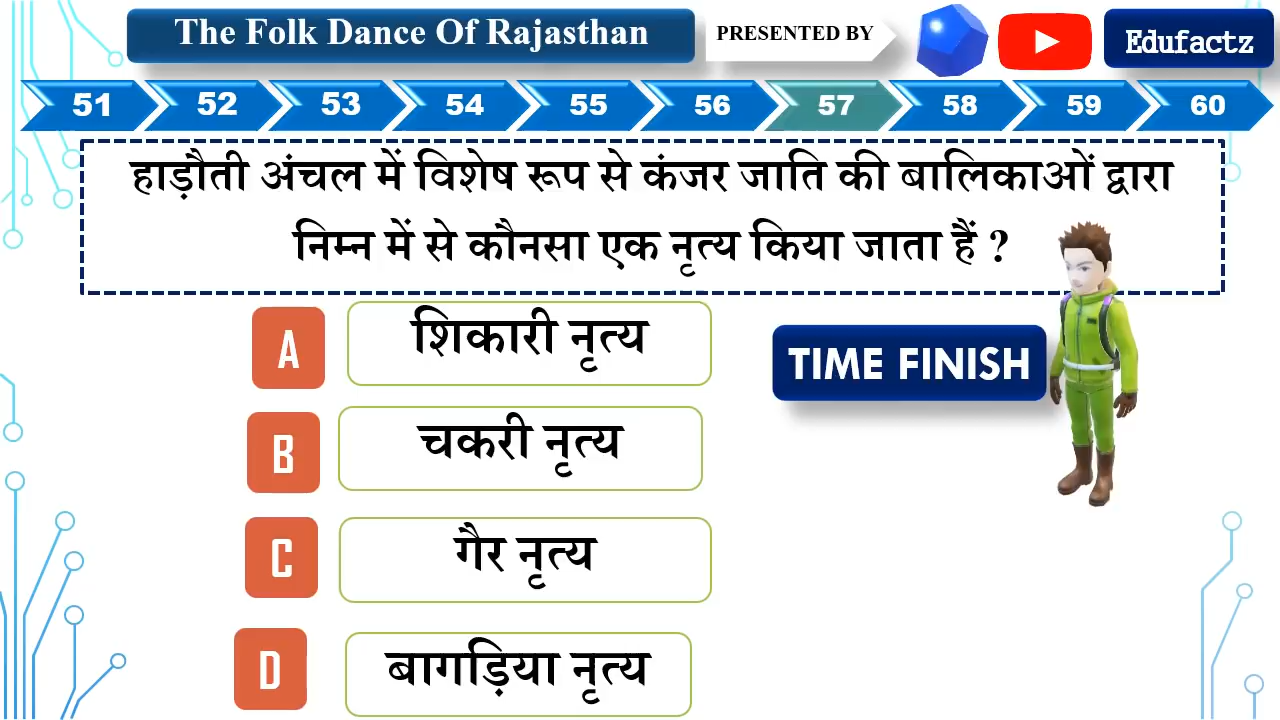 The Folk Dance Of Rajasthan
PRESENTED BY
Edufactz
51 52 53 54 55 56 57 58 59 60
हाड़ौती अंचल में विशेष रूप से कंजर जाति की बालिकाओं द्वारा
निम्न में से कौनसा एक नृत्य किया जाता हैं ?
A शिकारी नृत्य
TIME FINISH
B चकरी नृत्य
C गैर नृत्य
D बागड़िया नृत्य